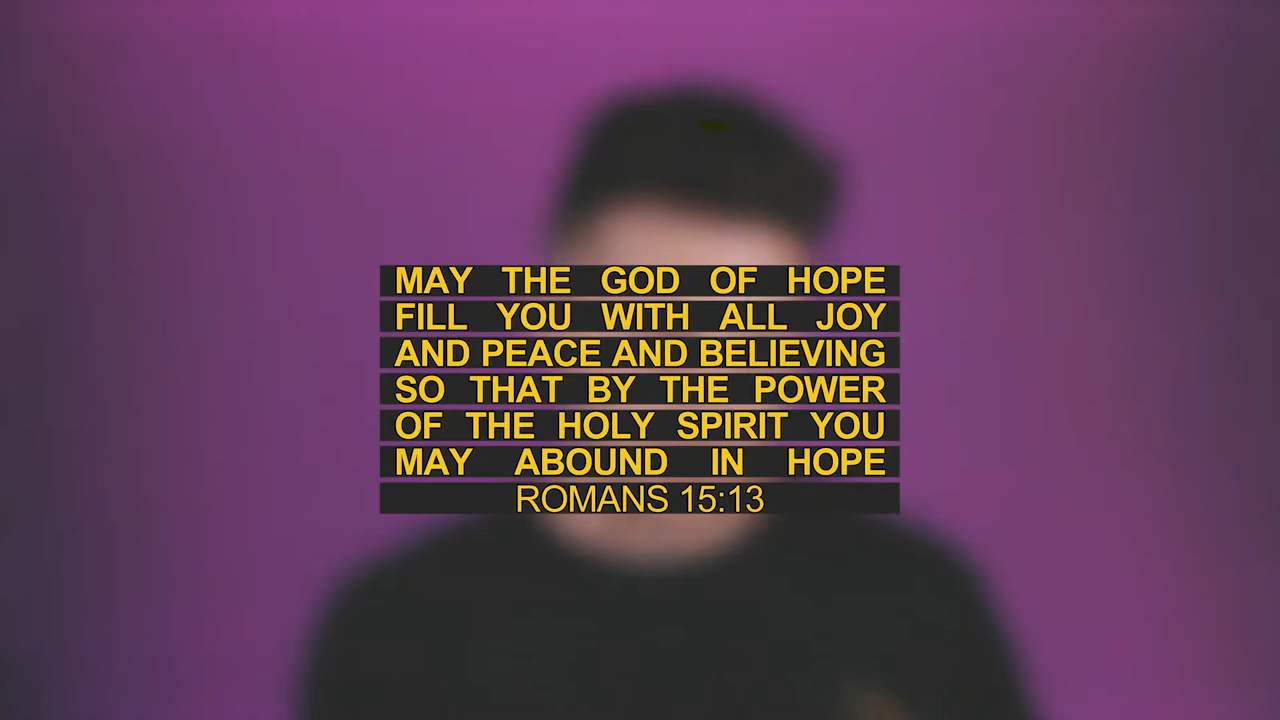 MAY THE GOD OF HOPE
FILL YOU WITH ALL JOY
AND PEACE AND BELIEVING
SO THAT BY THE POWER
OF THE HOLY SPIRIT YOU
MAY ABOUND IN HOPE
ROMANS 15:13